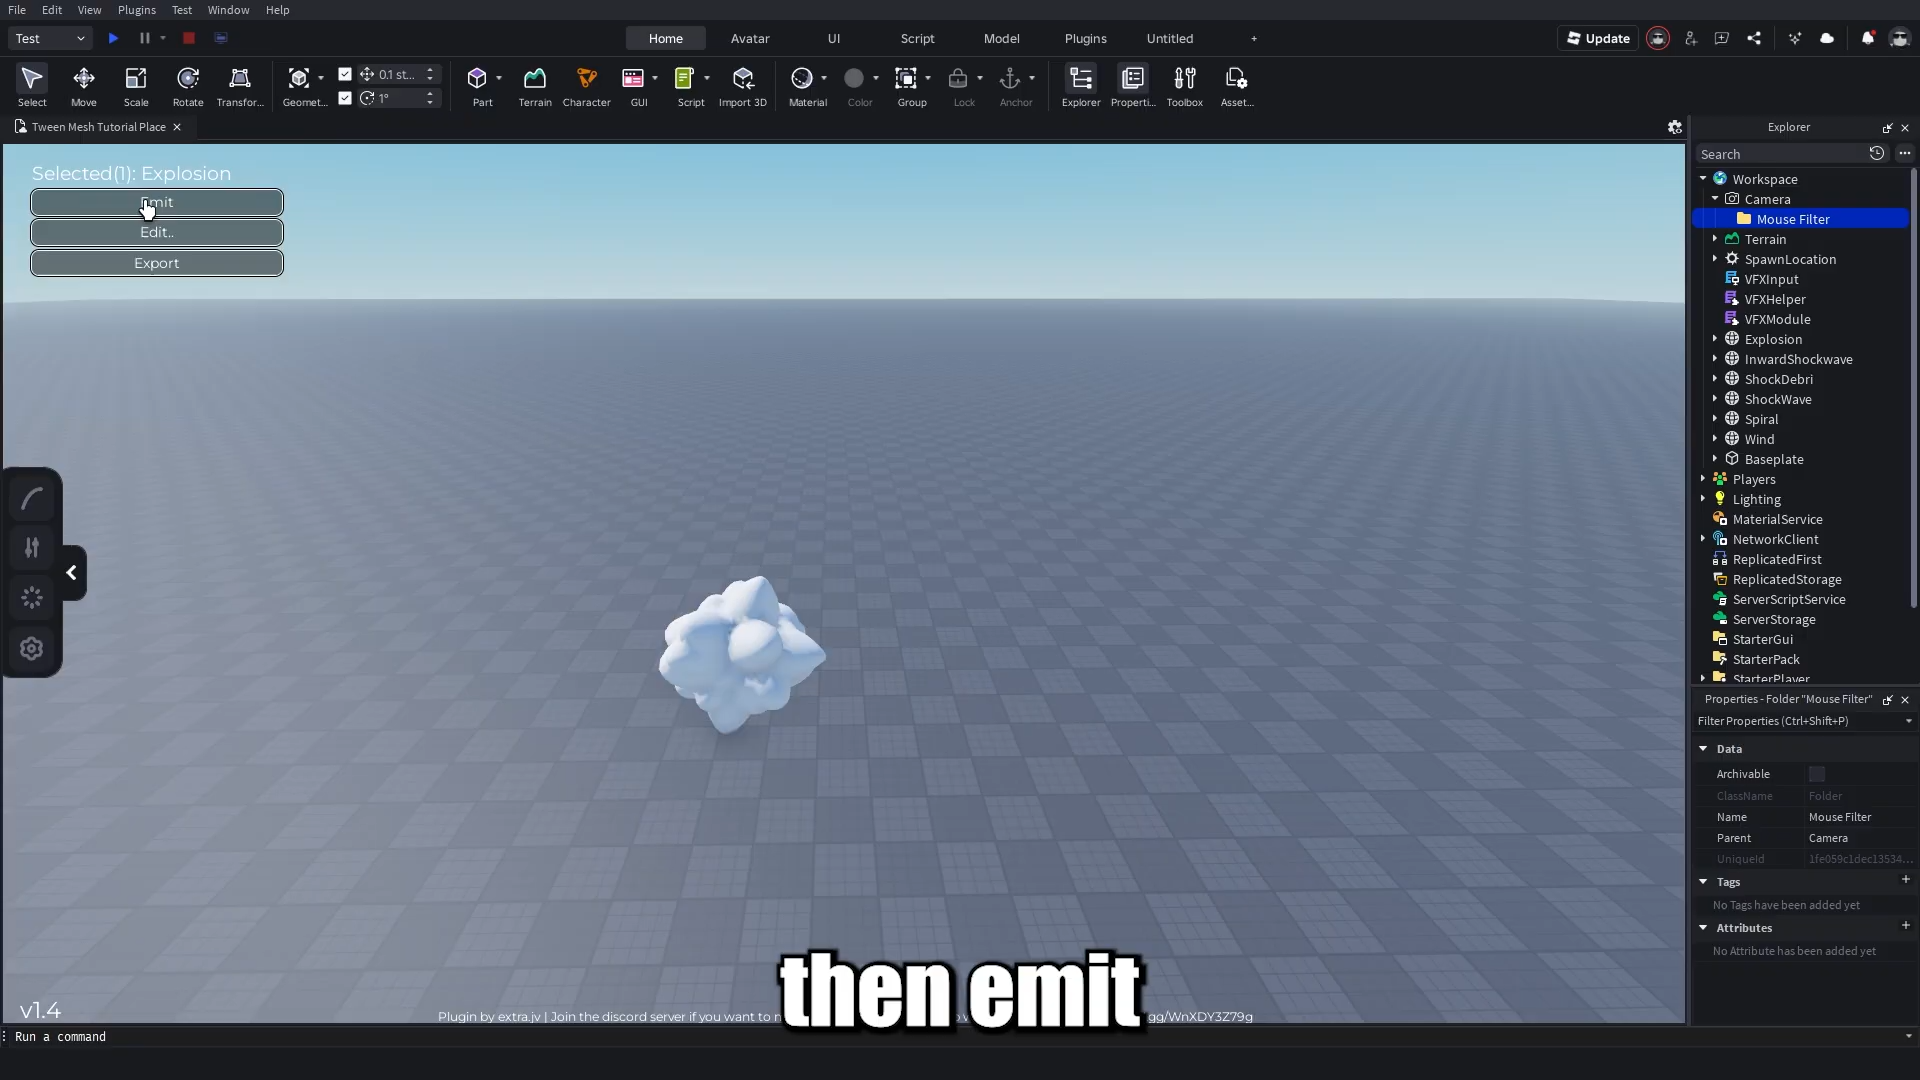 File Edit View Plugins Test Window Help
Test Home Avatar UI Script Model Plugins Untitled + Update
Select Move Scale Rotate Transfor... Geomet... 0.1 st... 1° Part Terrain Character GUI Script Import 3D Material Color Group Lock Anchor Explorer Properti... Toolbox Asset...
Tween Mesh Tutorial Place
Selected(1): Explosion
Edit..
Export
then emit
v1.4
Plugin by extra.jv | Join the discord server if you want to
gg/WnXDY3Z79g
Run a command
Explorer
Search
Workspace
Camera
Mouse Filter
Terrain
SpawnLocation
VFXInput
VFXHelper
VFXModule
Explosion
InwardShockwave
ShockDebri
ShockWave
Spiral
Wind
Baseplate
Players
Lighting
MaterialService
NetworkClient
ReplicatedFirst
ReplicatedStorage
ServerScriptService
ServerStorage
StarterGui
StarterPack
StarterPlayer
Properties - Folder "Mouse Filter"
Filter Properties (Ctrl+Shift+P)
Data
Archivable
ClassName Folder
Name Mouse Filter
Parent Camera
UniqueId 1fe059c1dec13534...
Tags
No Tags have been added yet
Attributes
No Attribute has been added yet